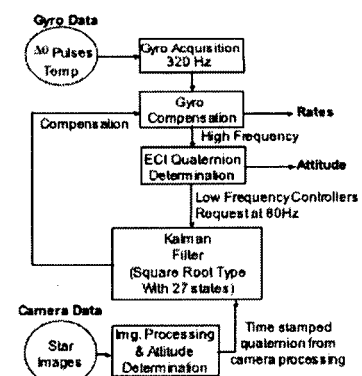 Gyro Data
Δθ Pulses
Temp
Gyro Acquisition
320 Hz
Compensation
Gyro
Compensation
Rates
High Frequency
ECI Quaternion
Determination
Attitude
Low Frequency Controllers
Request at 80Hz
Kalman
Filter
(Square Root Type
With 27 states)
Camera Data
Star
Images
Img. Processing
& Attitude
Determination
Time stamped
quaternion from
camera processing